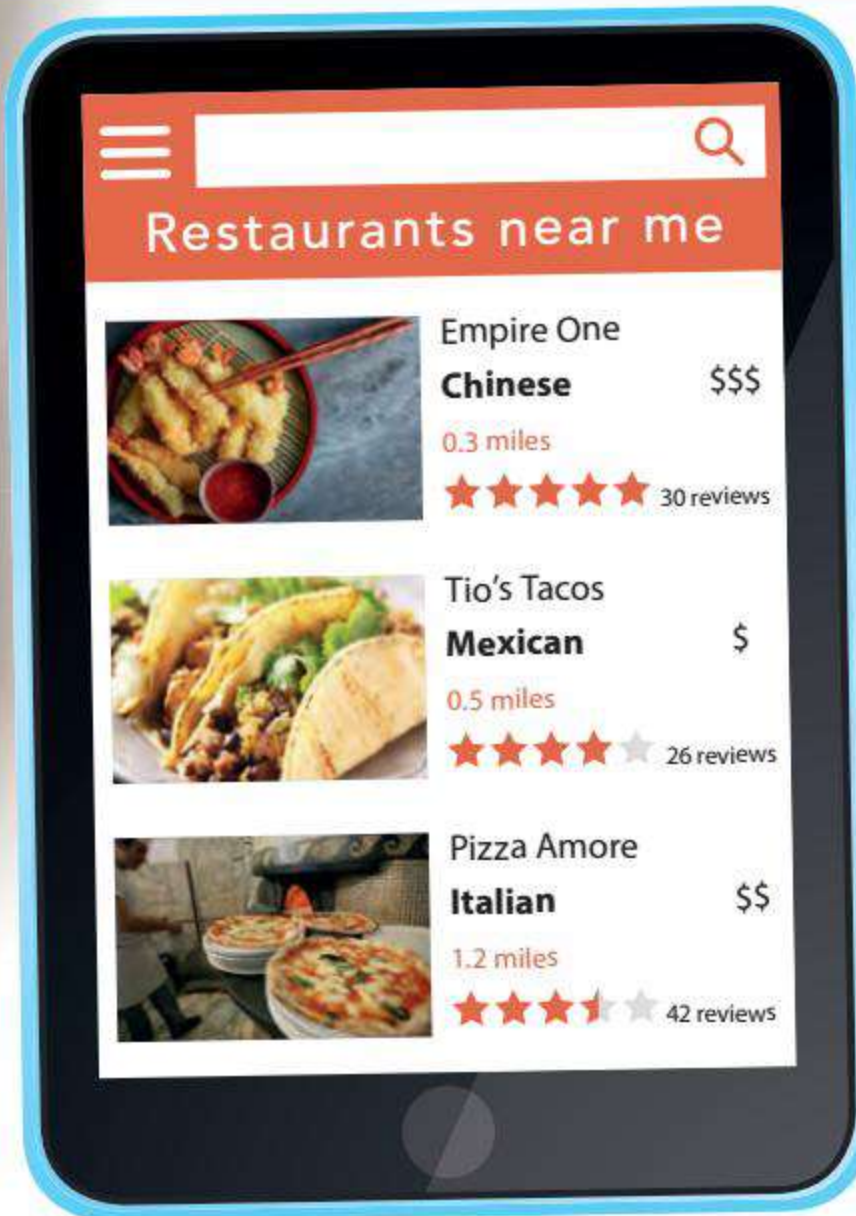 Restaurants near me
Empire One
Chinese $$$
0.3 miles
30 reviews
Tio's Tacos
Mexican $
0.5 miles
26 reviews
Pizza Amore
Italian $$
1.2 miles
42 reviews